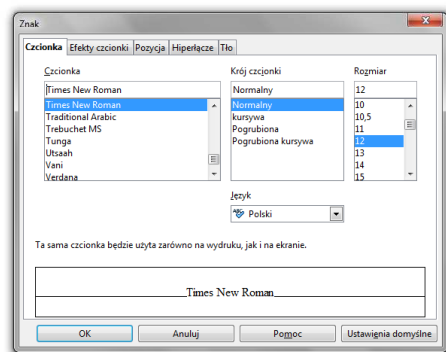 Znak
Czcionka Efekty czcionki Pozycja Hiperłącze Tło
Czcionka Krój czcionki Rozmiar
Times New Roman Normalny 12
Times New Roman Normalny 10
Traditional Arabic kursywa 10,5
Trebuchet MS Pogrubiona 11
Tunga Pogrubiona kursywa 12
Utsaah 13
Vani 14
Verdana 15
Język
Polski
Ta sama czcionka będzie użyta zarówno na wydruku, jak i na ekranie.
Times New Roman
OK Anuluj Pomoc Ustawienia domyślne